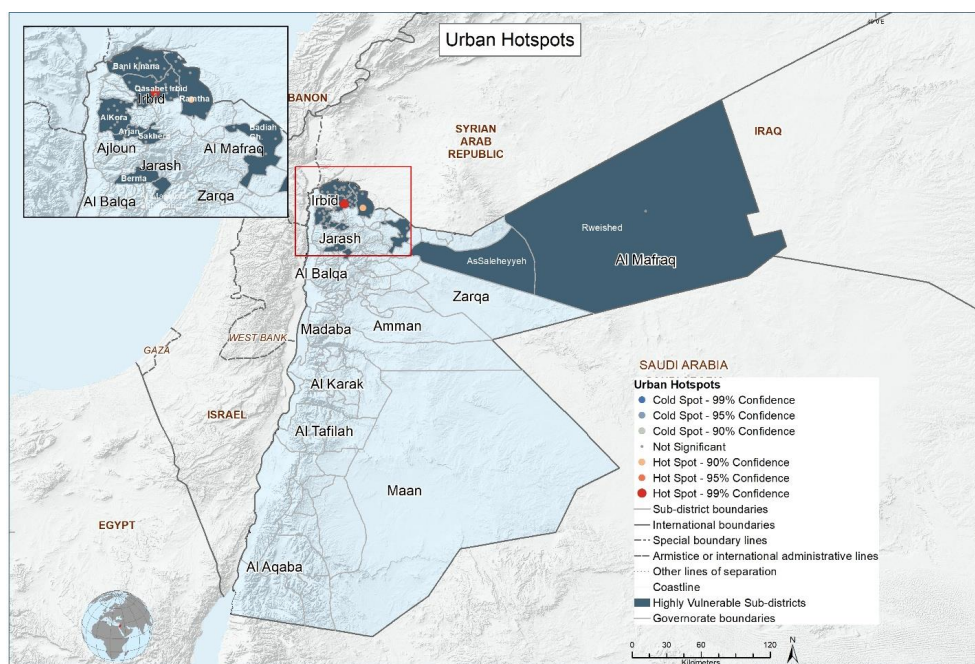 Urban Hotspots
0°E
Bani kinana
Qasabet Irbid
Irbid
Ramtha
AlKora
Arjan
Sakhra
Badiah
Gh.
Ajloun
Al Mafraq
Jarash
Berma
Zarqa
Al Balqa
BANON
SYRIAN
ARAB
REPUBLIC
IRAQ
Irbid
Rweished
Jarash
AsSaleheyyeh
Al Mafraq
Al Balqa
Zarqa
Madaba
Amman
WEST BANK
GAZA
Al Karak
ISRAEL
Al Tafilah
Maan
EGYPT
Al Aqaba
SAUDI ARABIA
Urban Hotspots
Cold Spot - 99% Confidence
Cold Spot - 95% Confidence
Cold Spot - 90% Confidence
Not Significant
Hot Spot - 90% Confidence
Hot Spot - 95% Confidence
Hot Spot - 99% Confidence
Sub-district boundaries
International boundaries
Special boundary lines
Armistice or international administrative lines
Other lines of separation
Coastline
Highly Vulnerable Sub-districts
Governorate boundaries
0 30 60 120
Kilometers
N